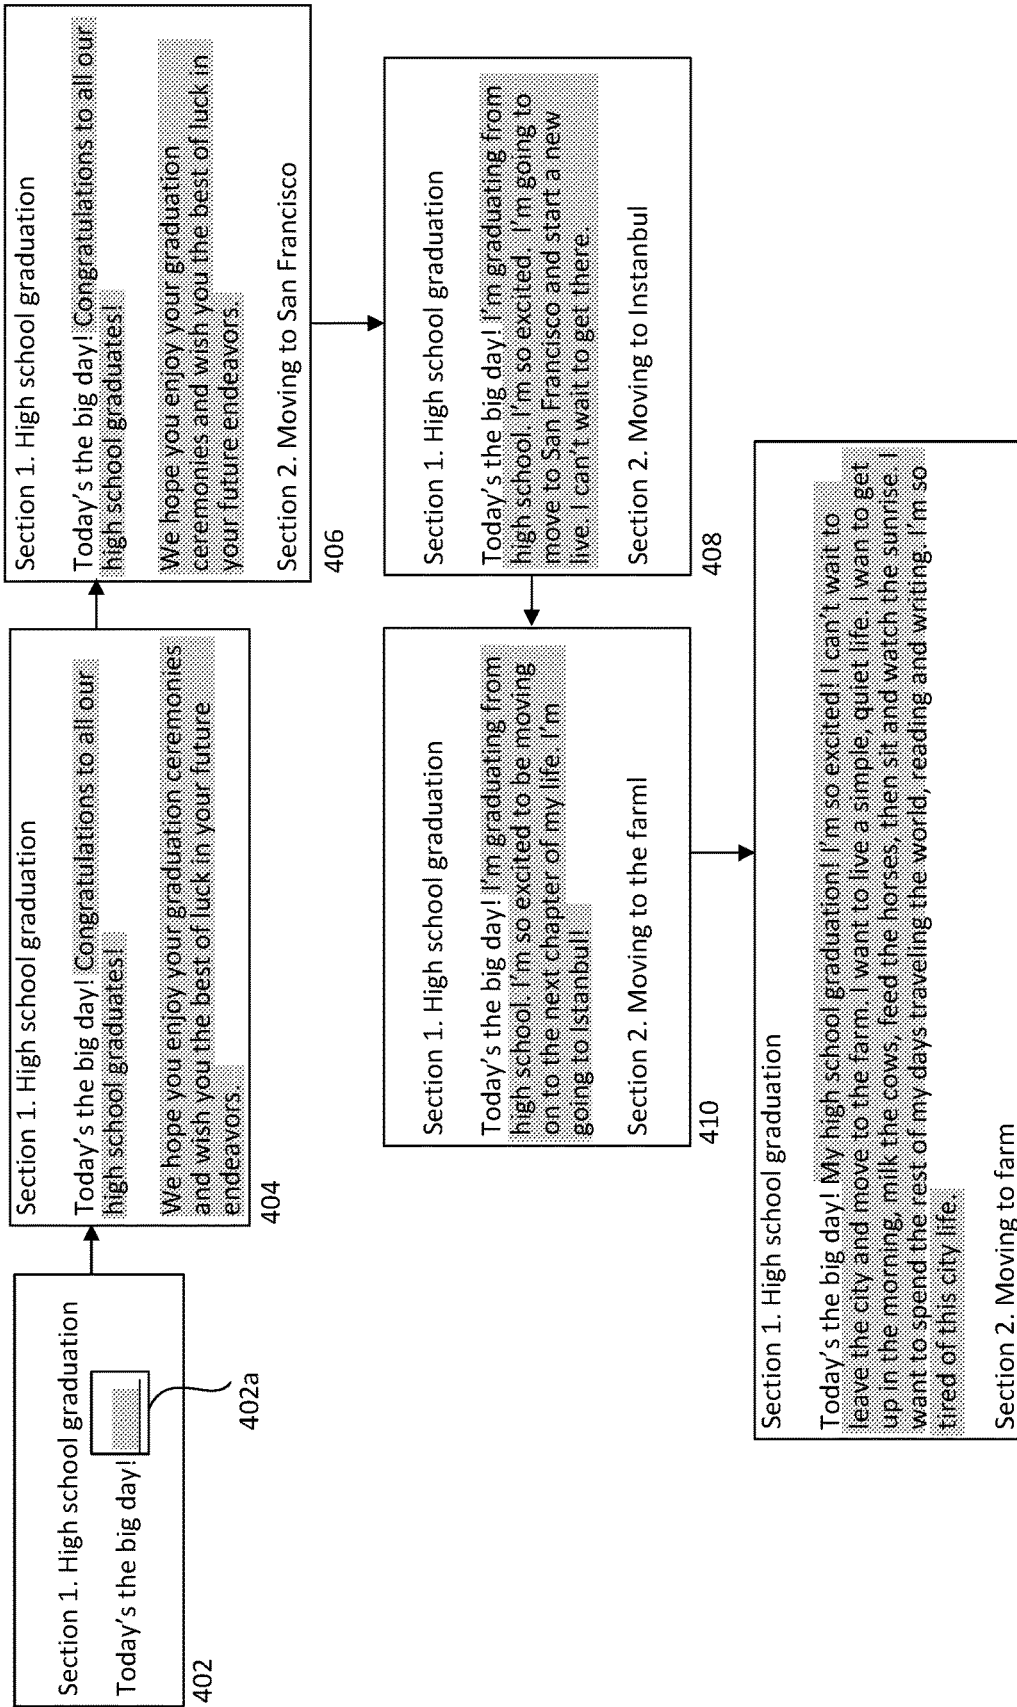 Section 1. High school graduation
Today's the big day!
402a
402
Section 1. High school graduation
Today's the big day! Congratulations to all our
high school graduates!
We hope you enjoy your graduation ceremonies
and wish you the best of luck in your future
endeavors.
404
Section 1. High school graduation
Today's the big day! Congratulations to all our
high school graduates!
We hope you enjoy your graduation
ceremonies and wish you the best of luck in
your future endeavors.
Section 2. Moving to San Francisco
406
Section 1. High school graduation
Today's the big day! I'm graduating from
high school. I'm so excited. I'm going to
move to San Francisco and start a new
live. I can't wait to get there.
Section 2. Moving to Instanbul
408
Section 1. High school graduation
Today's the big day! I'm graduating from
high school. I'm so excited to be moving
on to the next chapter of my life. I'm
going to Istanbul!
Section 2. Moving to the farml
410
Section 1. High school graduation
Today's the big day! My high school graduation! I'm so excited! I can't wait to
leave the city and move to the farm. I want to live a simple, quiet life. I wan to get
up in the morning, milk the cows, feed the horses, then sit and watch the sunrise. I
want to spend the rest of my days traveling the world, reading and writing. I'm so
tired of this city life.
Section 2. Moving to farm